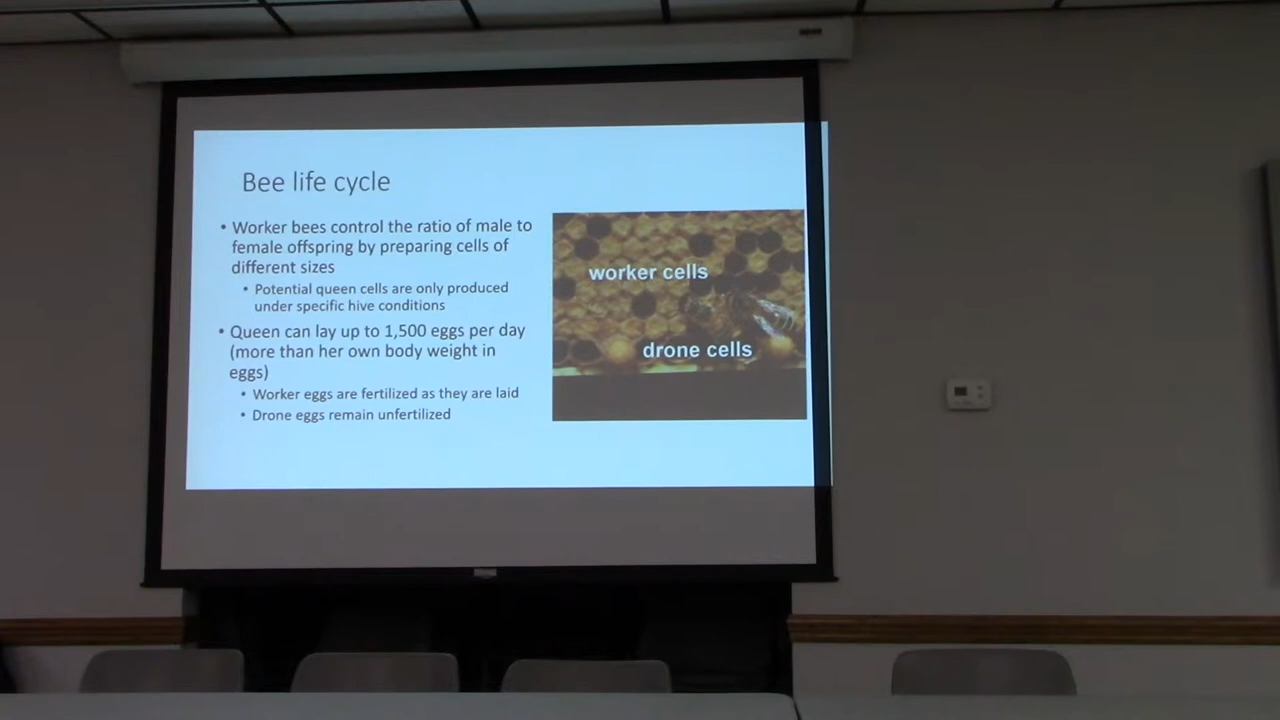 Bee life cycle
• Worker bees control the ratio of male to
female offspring by preparing cells of
different sizes
• Potential queen cells are only produced
under specific hive conditions
• Queen can lay up to 1,500 eggs per day
(more than her own body weight in
eggs)
• Worker eggs are fertilized as they are laid
• Drone eggs remain unfertilized
worker cells
drone cells